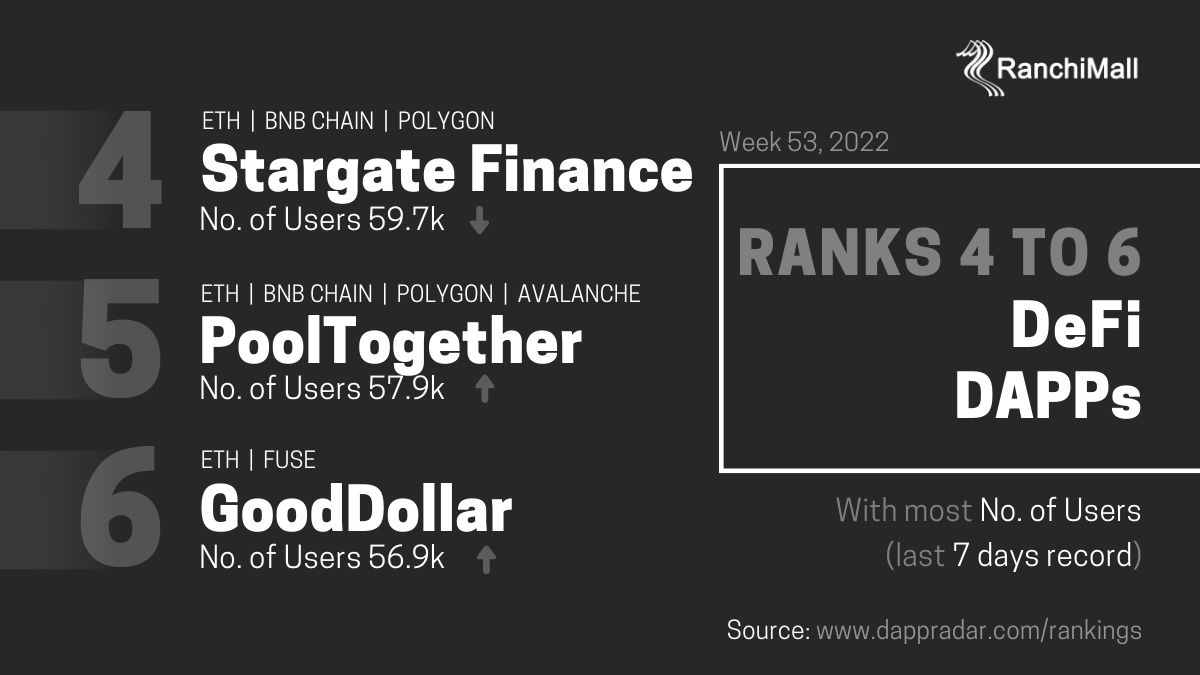 RanchiMall
4
ETH | BNB CHAIN | POLYGON
Stargate Finance
No. of Users 59.7k
5
ETH | BNB CHAIN | POLYGON | AVALANCHE
PoolTogether
No. of Users 57.9k
6
ETH | FUSE
GoodDollar
No. of Users 56.9k
Week 53, 2022
RANKS 4 TO 6
DeFi
DAPPs
With most No. of Users
(last 7 days record)
Source: www.dappradar.com/rankings